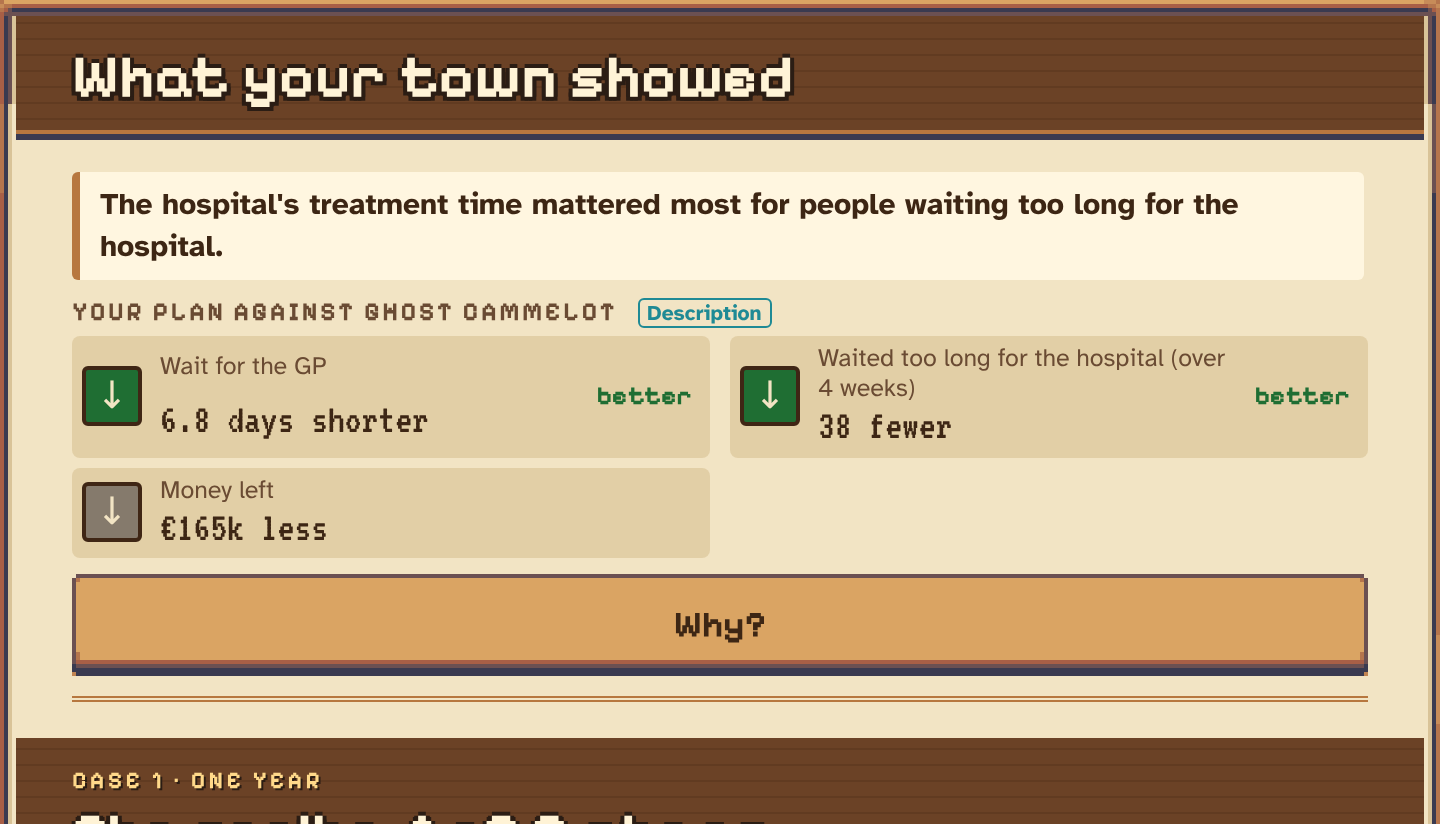 What your town showed
The hospital's treatment time mattered most for people waiting too long for the
hospital.
YOUR PLAN AGAINST GHOST CAMMELOT
Description
Wait for the GP
6.8 days shorter
better
Waited too long for the hospital (over
4 weeks)
38 fewer
better
Money left
€165k less
Why?
CASE 1 · ONE YEAR